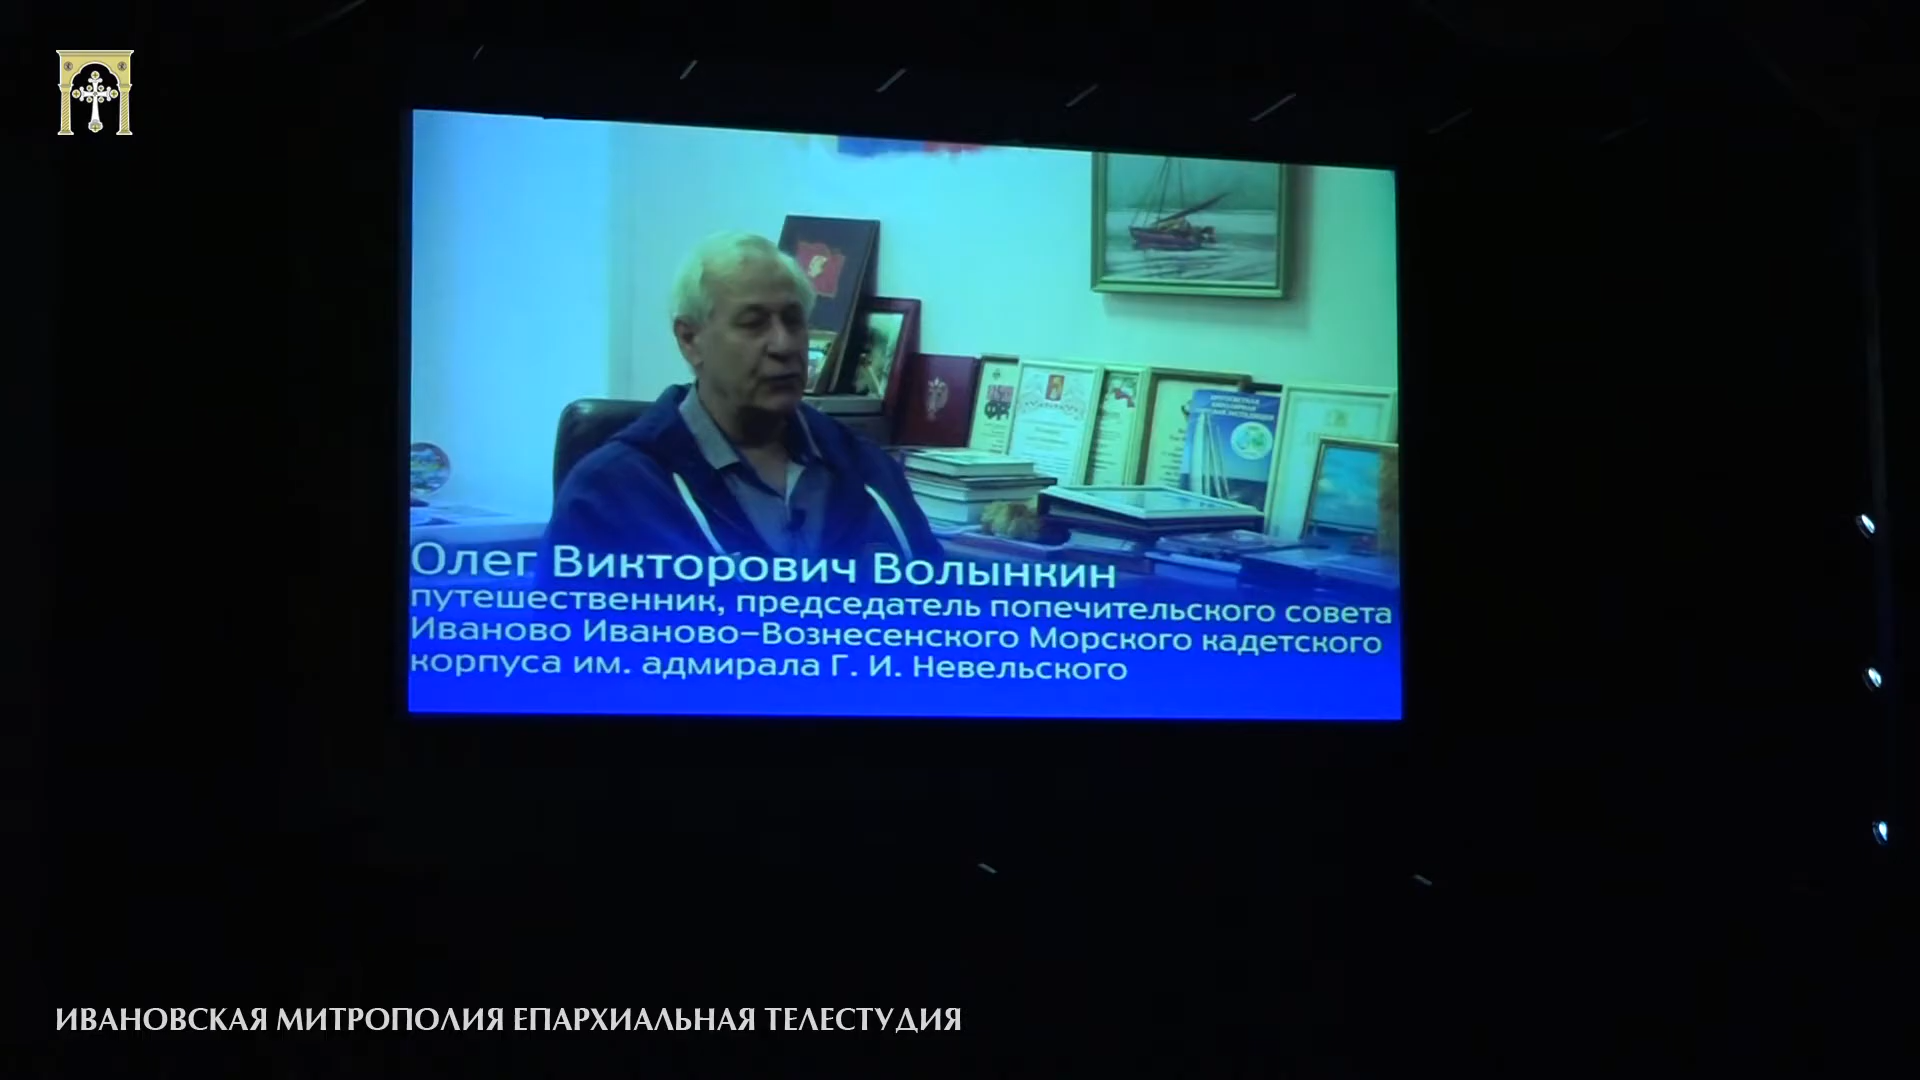 Олег Викторович Волынкин
путешественник, председатель попечительского совета
Иваново Иваново–Вознесенского Морского кадетского
корпуса им. адмирала Г. И. Невельского
ИВАНОВСКАЯ МИТРОПОЛИЯ ЕПАРХИАЛЬНАЯ ТЕЛЕСТУДИЯ